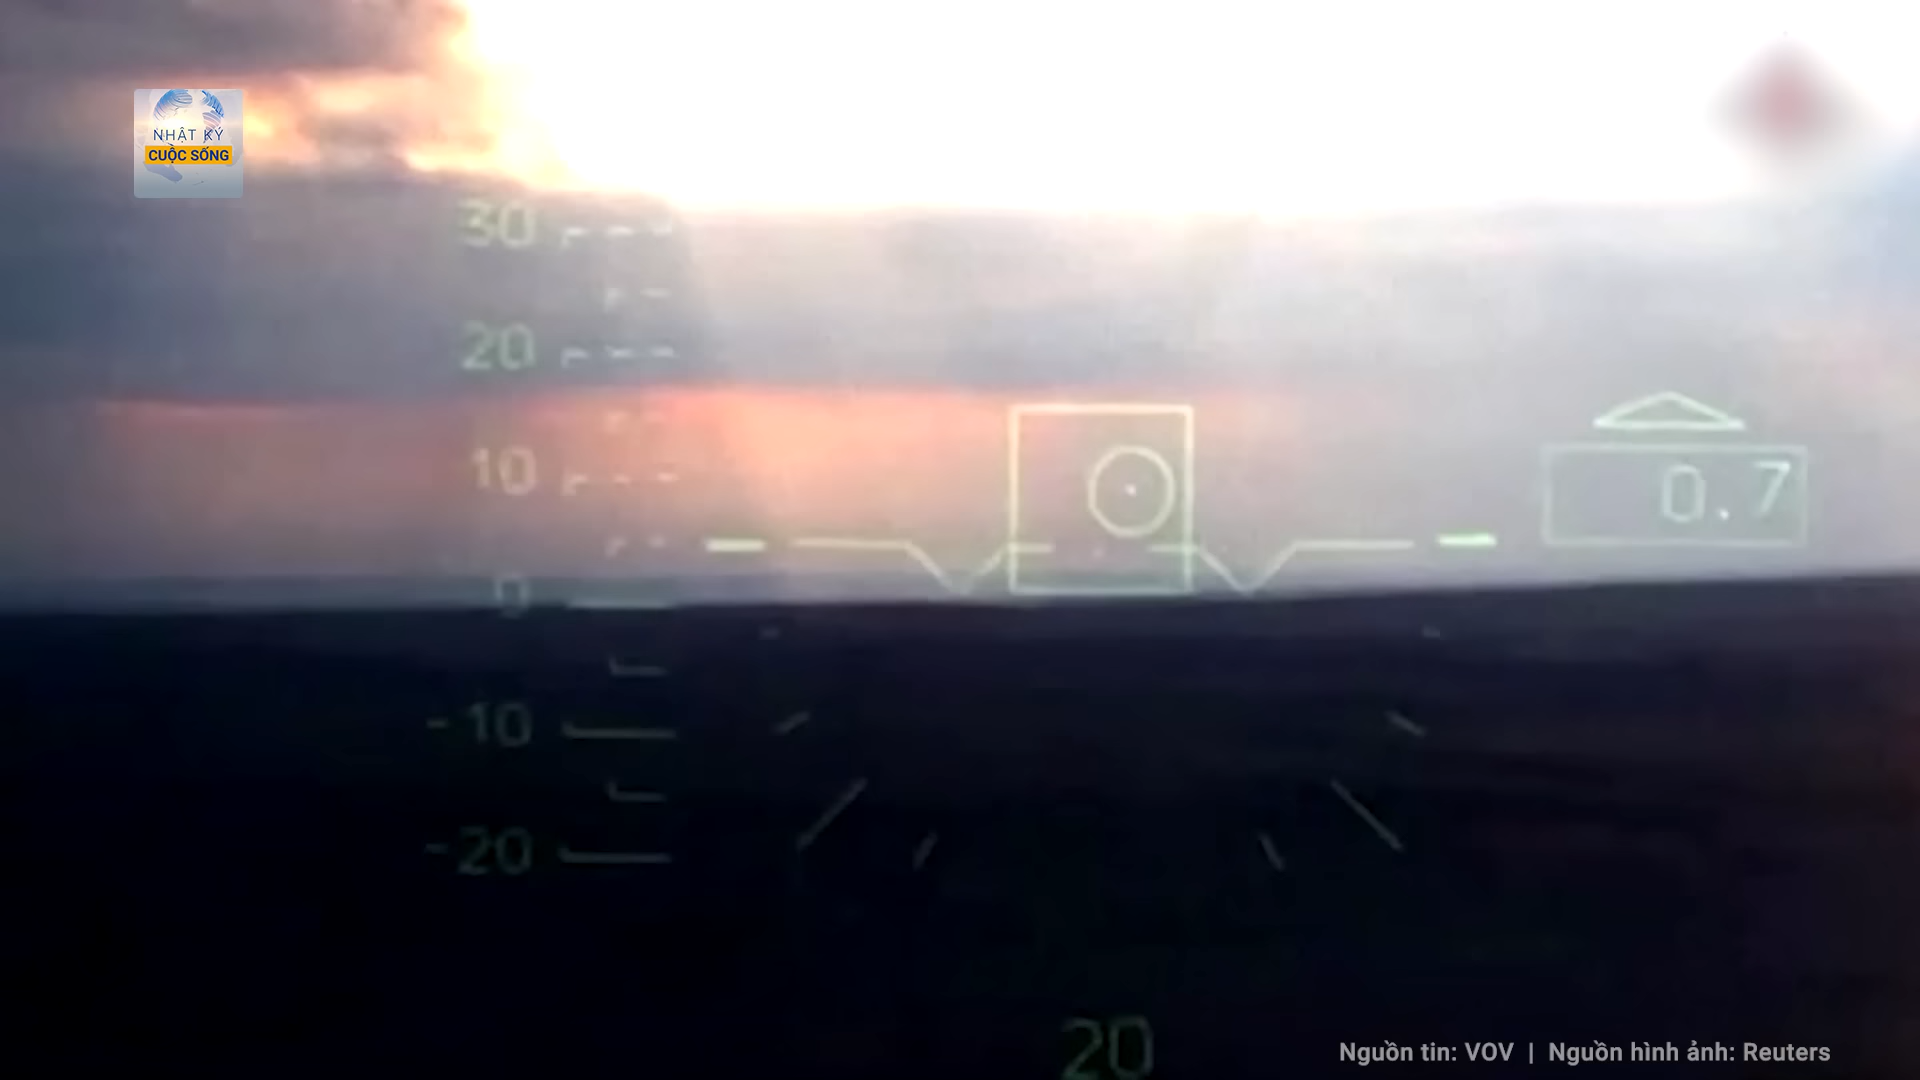 NHẬT KÝ
CUỘC SỐNG
30
20
10
0
-10
-20
0.7
20
Nguồn tin: VOV | Nguồn hình ảnh: Reuters